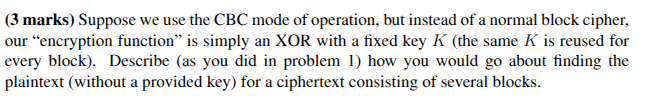 (3 marks) Suppose we use the CBC mode of operation, but instead of a normal block cipher,
our “encryption function” is simply an XOR with a fixed key K (the same K is reused for
every block). Describe (as you did in problem 1) how you would go about finding the
plaintext (without a provided key) for a ciphertext consisting of several blocks.